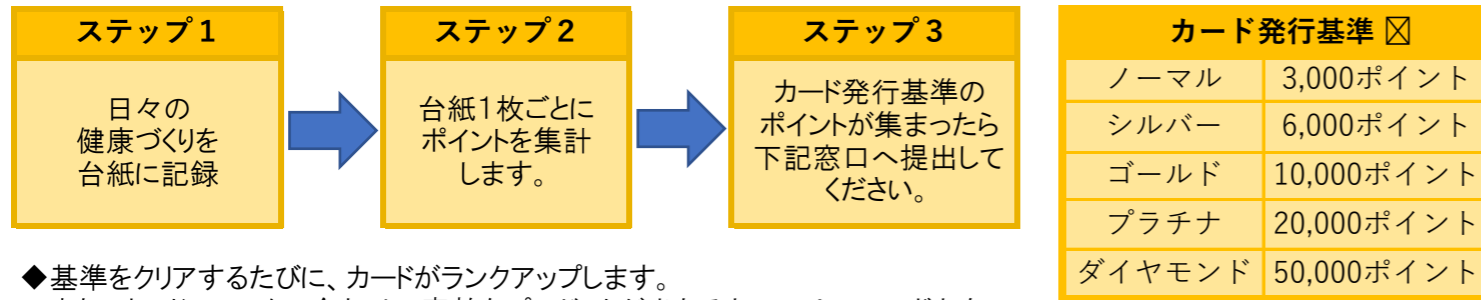 ステップ１
日々の
健康づくりを
台紙に記録
ステップ２
台紙１枚ごとに
ポイントを集計
します。
ステップ３
カード発行基準の
ポイントが集まったら
下記窓口へ提出して
ください。
カード発行基準
ノーマル 3,000ポイント
シルバー 6,000ポイント
ゴールド 10,000ポイント
プラチナ 20,000ポイント
ダイヤモンド 50,000ポイント
◆基準をクリアするたびに、カードがランクアップします。